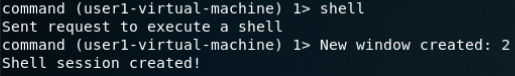 command (user1-virtual-machine) 1> shell
Sent request to execute a shell
command (user1-virtual-machine) 1> New window created: 2
Shell session created!